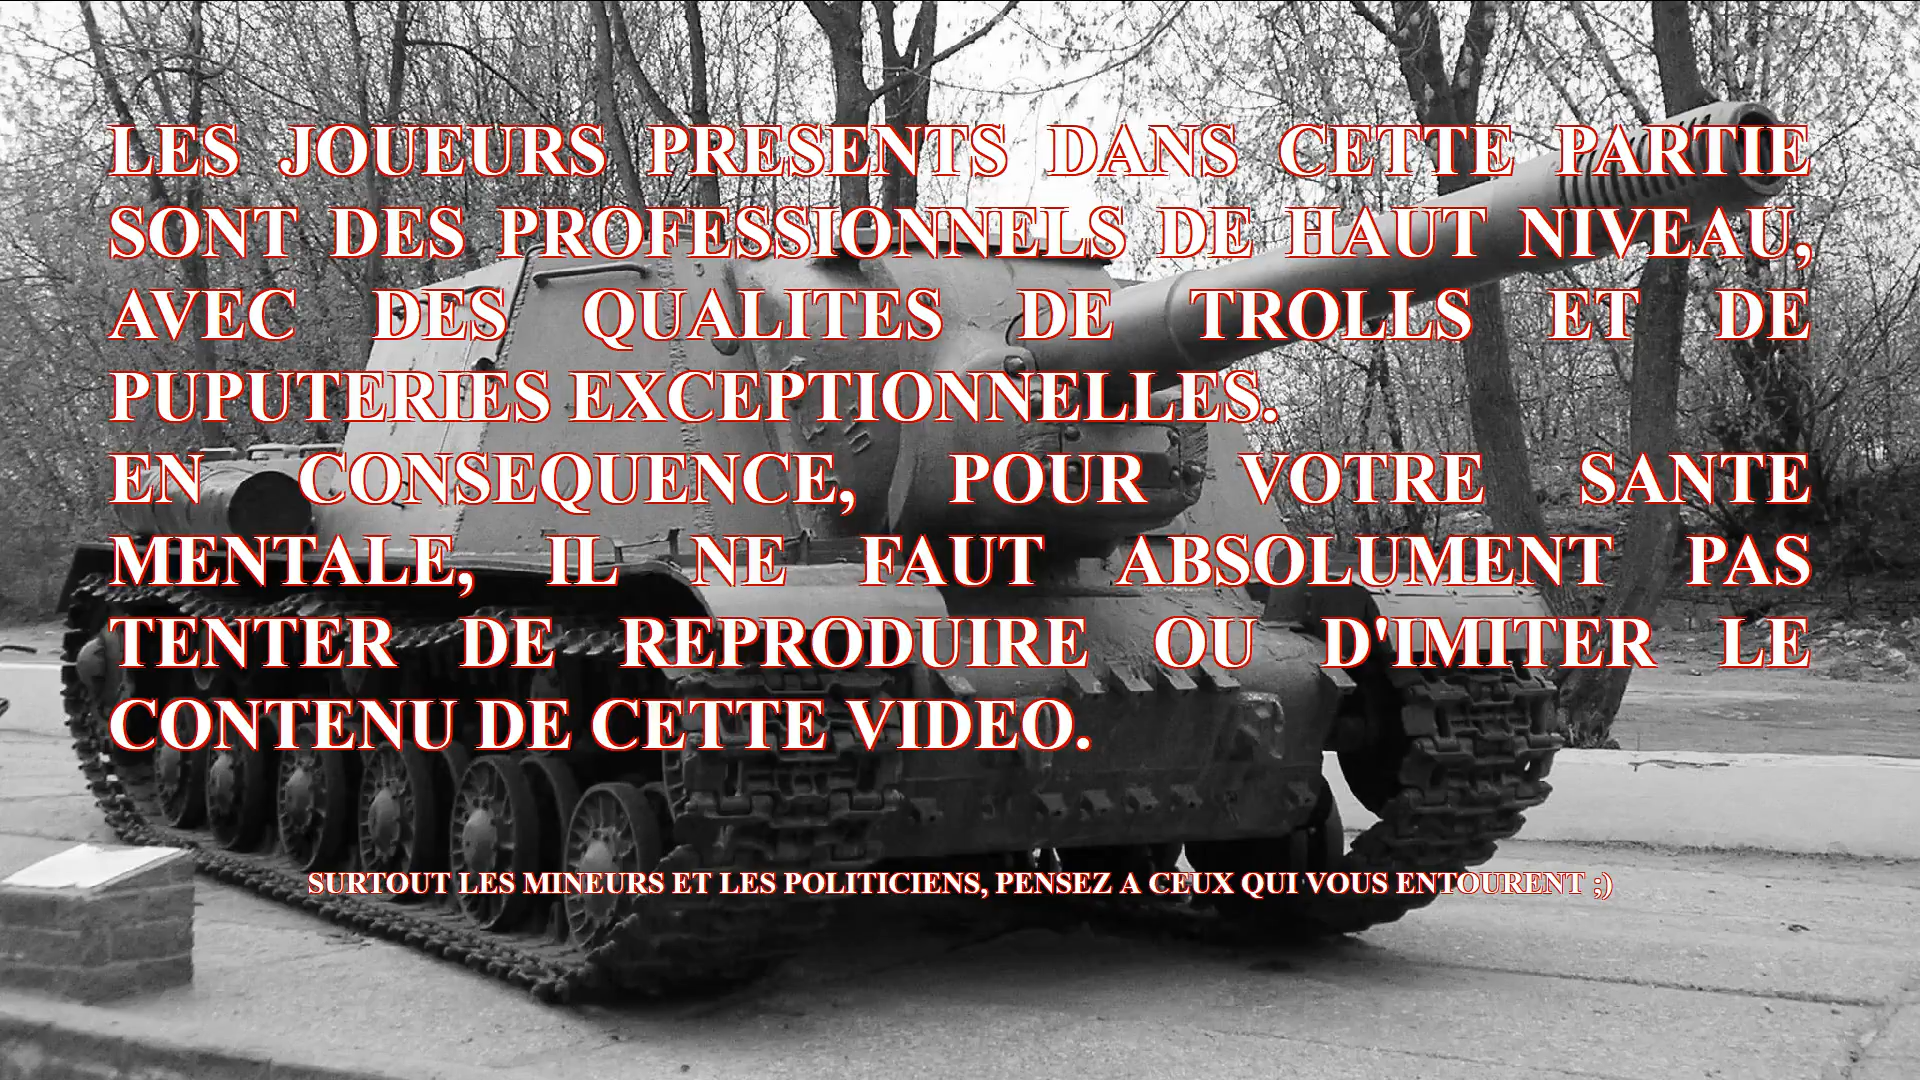 LES JOUEURS PRESENTS DANS CETTE PARTIE
SONT DES PROFESSIONNELS DE HAUT NIVEAU,
AVEC DES QUALITES DE TROLLS ET DE
PUPUTERIES EXCEPTIONNELLES.
EN CONSEQUENCE, POUR VOTRE SANTE
MENTALE, IL NE FAUT ABSOLUMENT PAS
TENTER DE REPRODUIRE OU D'IMITER LE
CONTENU DE CETTE VIDEO.
SURTOUT LES MINEURS ET LES POLITICIENS, PENSEZ A CEUX QUI VOUS ENTOURENT ;)